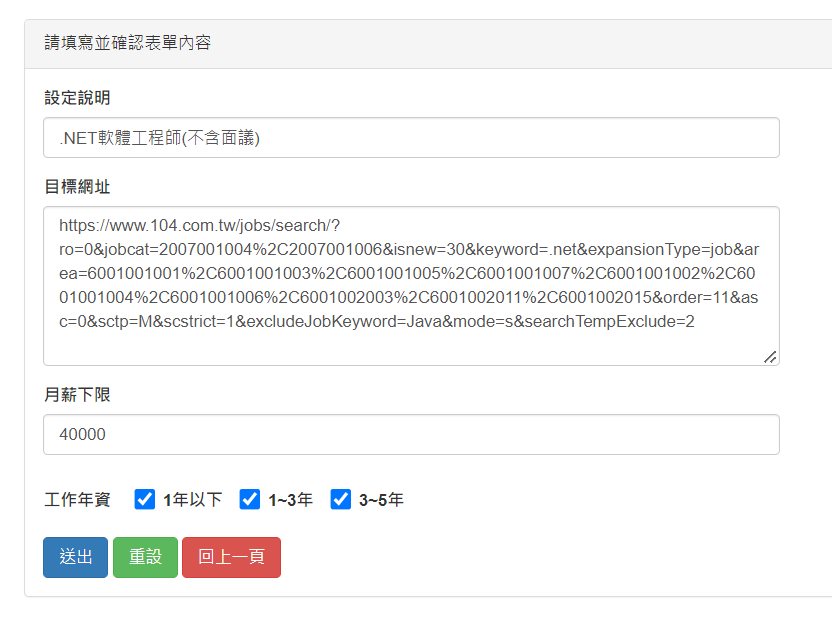 請填寫並確認表單內容
設定說明
.NET軟體工程師(不含面議)
目標網址
https://www.104.com.tw/jobs/search/?
ro=0&jobcat=2007001004%2C2007001006&isnew=30&keyword=.net&expansionType=job&ar
ea=6001001001%2C6001001003%2C6001001005%2C6001001007%2C6001001002%2C60
01001004%2C6001001006%2C6001002003%2C6001002011%2C6001002015&order=11&as
c=0&sctp=M&scstrict=1&excludeJobKeyword=Java&mode=s&searchTempExclude=2
月薪下限
40000
工作年資 1年以下 1~3年 3~5年
送出 重設 回上一頁